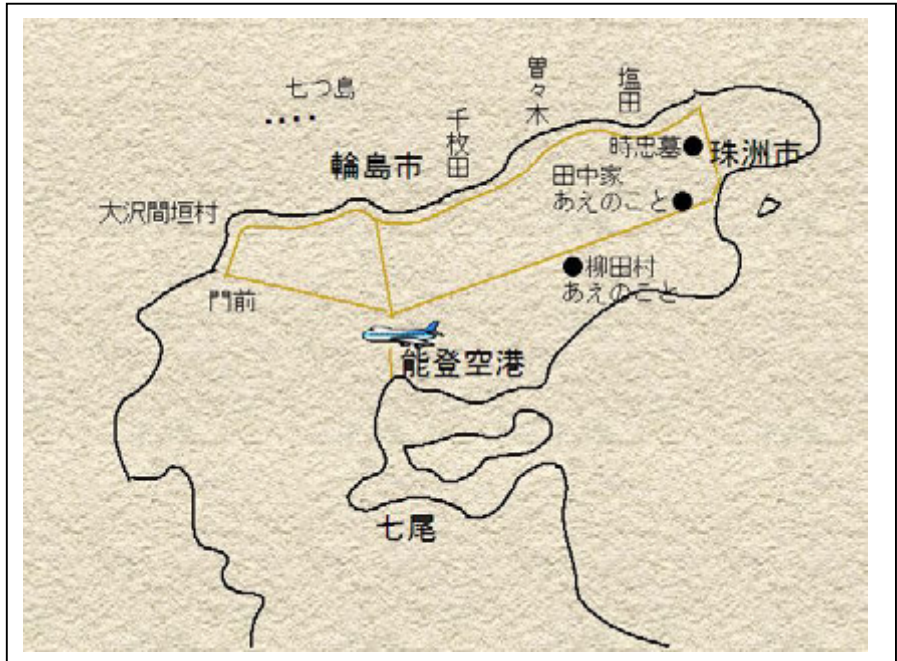 七つ島
曽々木
塩田
千枚田
時忠墓
珠洲市
輪島市
田中家
あえのこと
大沢間垣村
柳田村
あえのこと
門前
能登空港
七尾